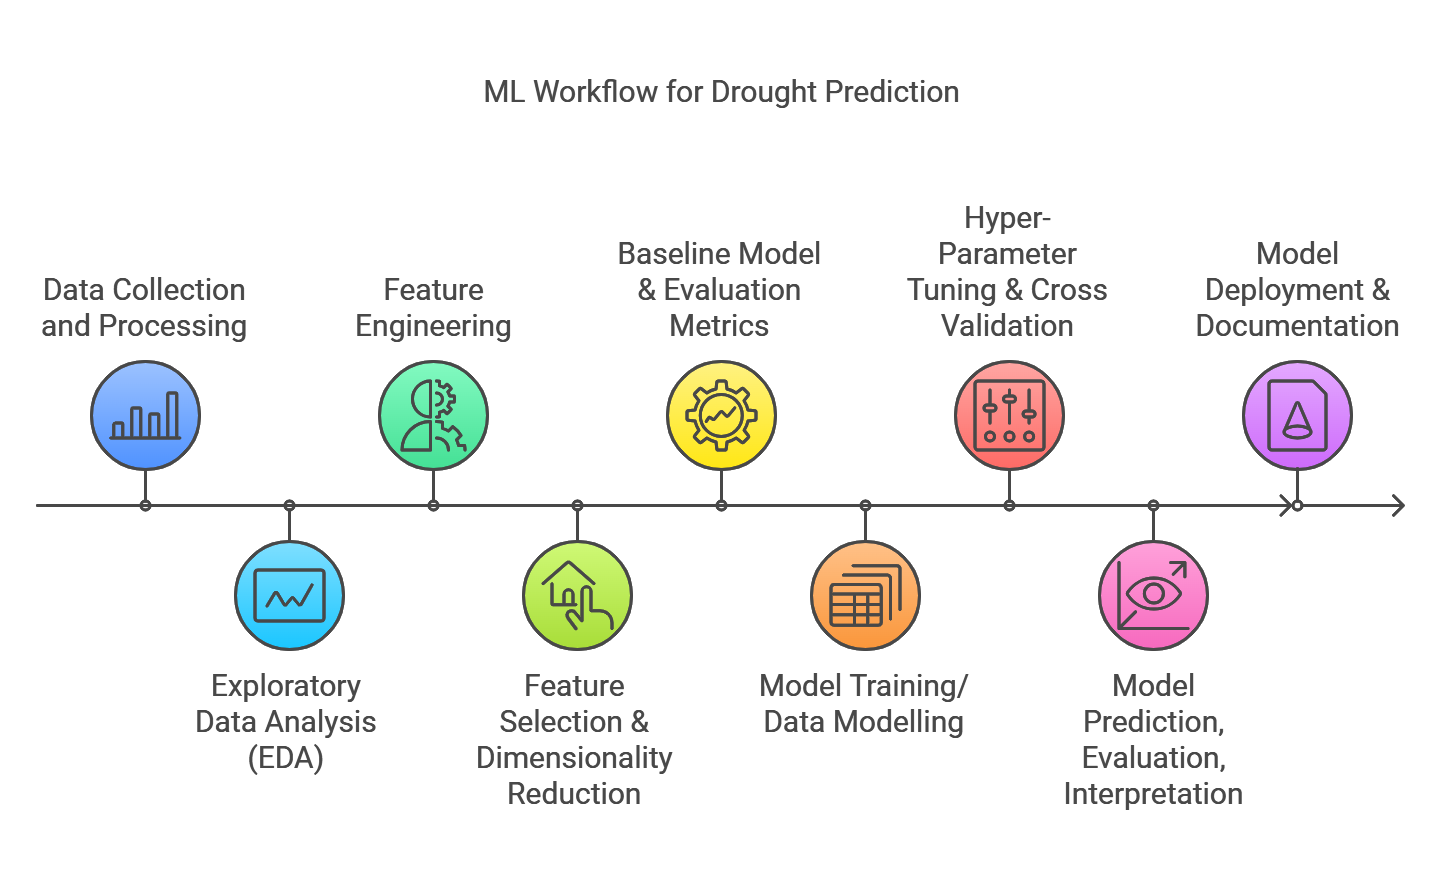 ML Workflow for Drought Prediction
Data Collection
and Processing
Exploratory
Data Analysis
(EDA)
Feature
Engineering
Feature
Selection &
Dimensionality
Reduction
Baseline Model
& Evaluation
Metrics
Model Training/
Data Modelling
Hyper-
Parameter
Tuning & Cross
Validation
Model
Prediction,
Evaluation,
Interpretation
Model
Deployment &
Documentation